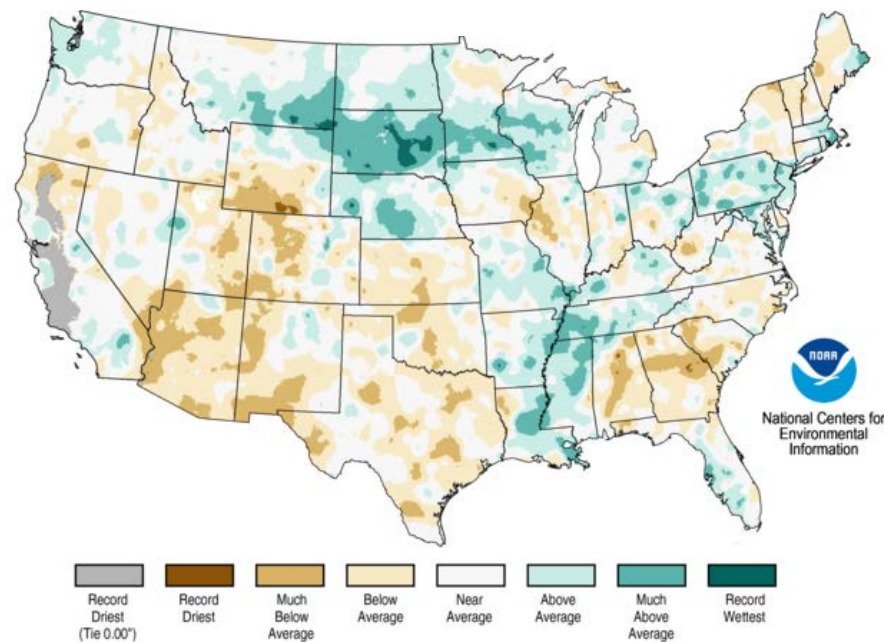 NOAA
National Centers for
Environmental
Information
Record
Driest
(Tie 0.00")
Record
Driest
Much
Below
Average
Below
Average
Near
Average
Above
Average
Much
Above
Average
Record
Wettest